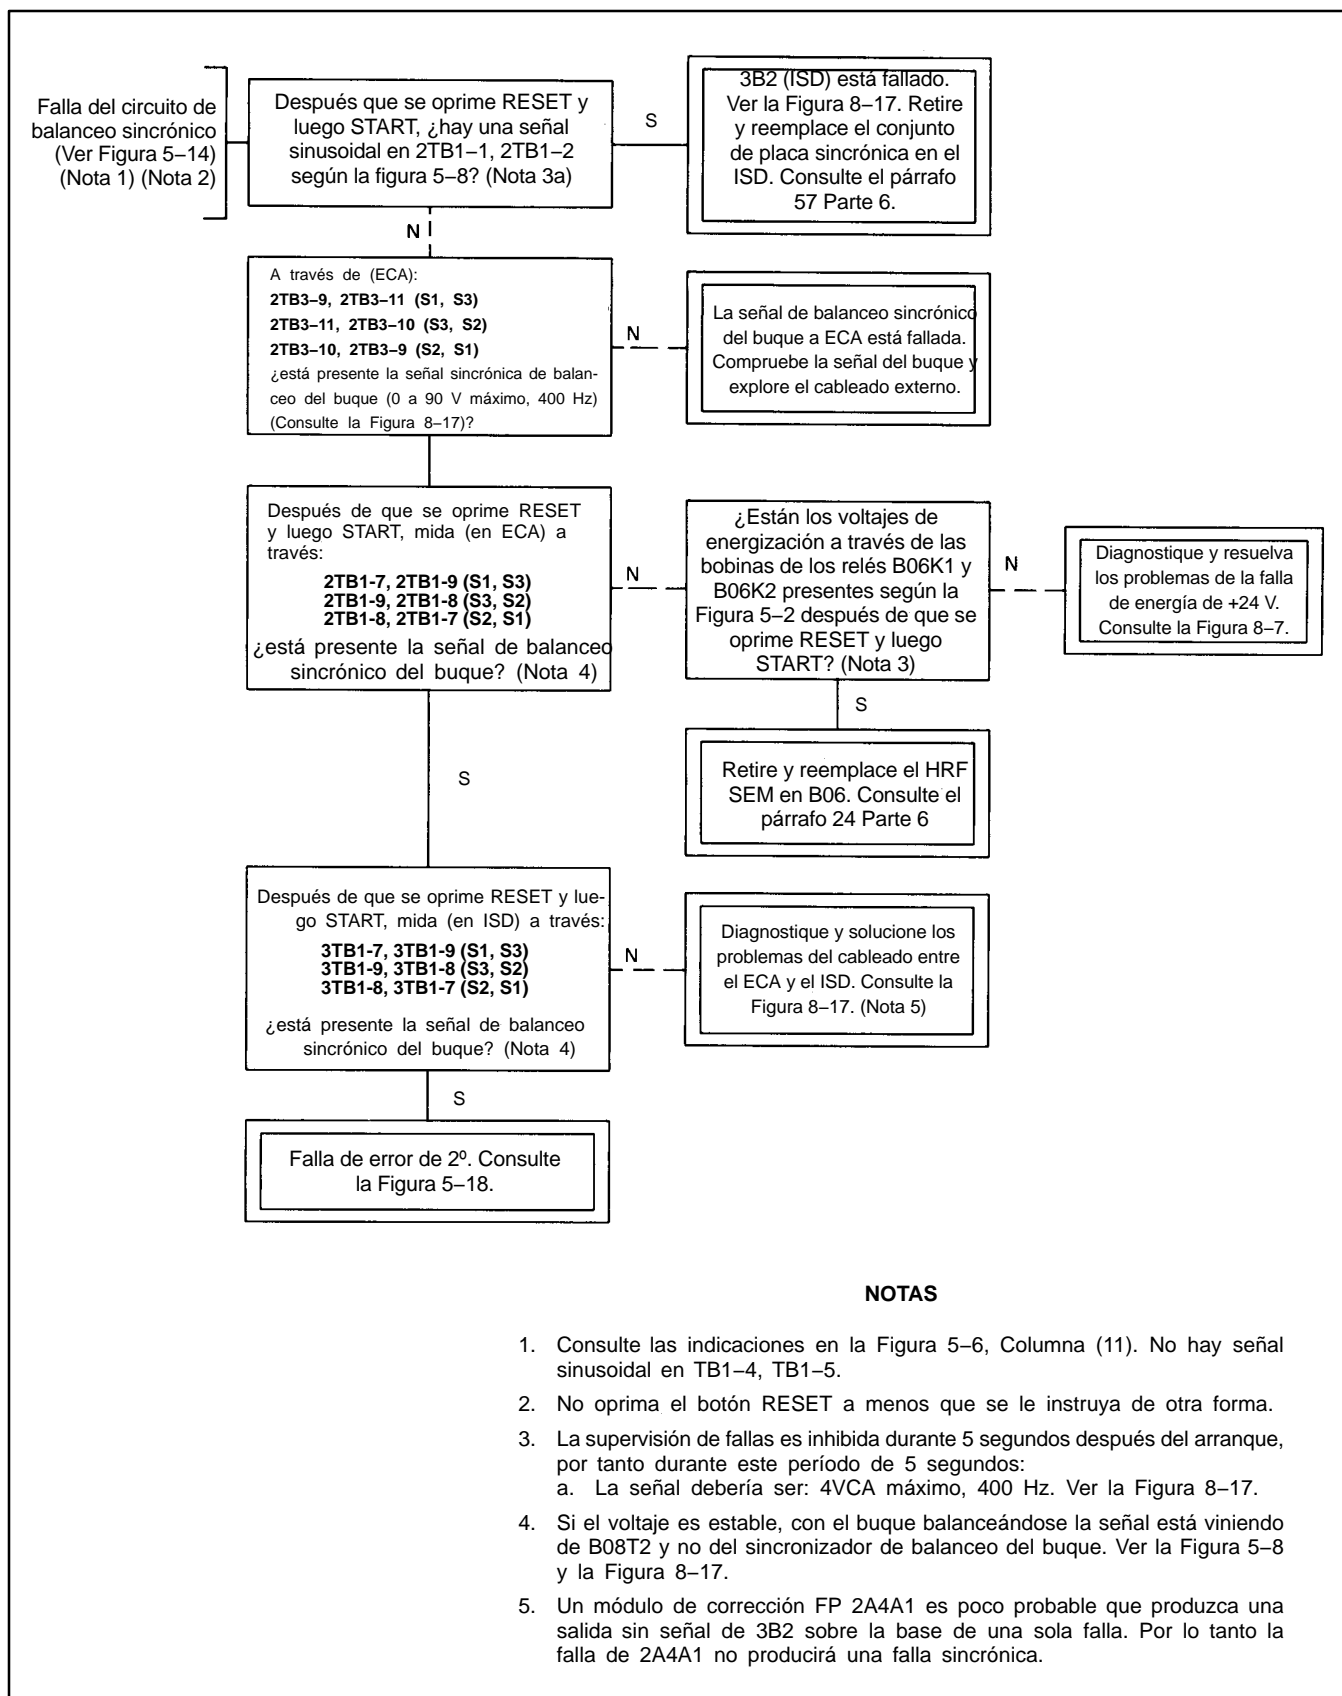 Falla del circuito de
balanceo sincrónico
(Ver Figura 5–14)
(Nota 1) (Nota 2)
Después que se oprime RESET y
luego START, ¿hay una señal
sinusoidal en 2TB1–1, 2TB1–2
según la figura 5–8? (Nota 3a)
S
3B2 (ISD) está fallado.
Ver la Figura 8–17. Retire
y reemplace el conjunto
de placa sincrónica en el
ISD. Consulte el párrafo
57 Parte 6.
N
A través de (ECA):
2TB3–9, 2TB3–11 (S1, S3)
2TB3–11, 2TB3–10 (S3, S2)
2TB3–10, 2TB3–9 (S2, S1)
¿está presente la señal sincrónica de balan-
ceo del buque (0 a 90 V máximo, 400 Hz)
(Consulte la Figura 8–17)?
N
La señal de balanceo sincrónico
del buque a ECA está fallada.
Compruebe la señal del buque y
explore el cableado externo.
Después de que se oprime RESET
y luego START, mida (en ECA) a
través:
2TB1-7, 2TB1-9 (S1, S3)
2TB1-9, 2TB1-8 (S3, S2)
2TB1-8, 2TB1-7 (S2, S1)
¿está presente la señal de balanceo
sincrónico del buque? (Nota 4)
N
¿Están los voltajes de
energización a través de las
bobinas de los relés B06K1 y
B06K2 presentes según la
Figura 5–2 después de que se
oprime RESET y luego
START? (Nota 3)
N
Diagnostique y resuelva
los problemas de la falla
de energía de +24 V.
Consulte la Figura 8–7.
S
Retire y reemplace el HRF
SEM en B06. Consulte el
párrafo 24 Parte 6
S
Después de que se oprime RESET y lue-
go START, mida (en ISD) a través:
3TB1-7, 3TB1-9 (S1, S3)
3TB1-9, 3TB1-8 (S3, S2)
3TB1-8, 3TB1-7 (S2, S1)
¿está presente la señal de balanceo
sincrónico del buque? (Nota 4)
N
Diagnostique y solucione los
problemas del cableado entre
el ECA y el ISD. Consulte la
Figura 8–17. (Nota 5)
S
Falla de error de 2º. Consulte
la Figura 5–18.
NOTAS
1. Consulte las indicaciones en la Figura 5–6, Columna (11). No hay señal
sinusoidal en TB1–4, TB1–5.
2. No oprima el botón RESET a menos que se le instruya de otra forma.
3. La supervisión de fallas es inhibida durante 5 segundos después del arranque,
por tanto durante este período de 5 segundos:
a. La señal debería ser: 4VCA máximo, 400 Hz. Ver la Figura 8–17.
4. Si el voltaje es estable, con el buque balanceándose la señal está viniendo
de B08T2 y no del sincronizador de balanceo del buque. Ver la Figura 5–8
y la Figura 8–17.
5. Un módulo de corrección FP 2A4A1 es poco probable que produzca una
salida sin señal de 3B2 sobre la base de una sola falla. Por lo tanto la
falla de 2A4A1 no producirá una falla sincrónica.